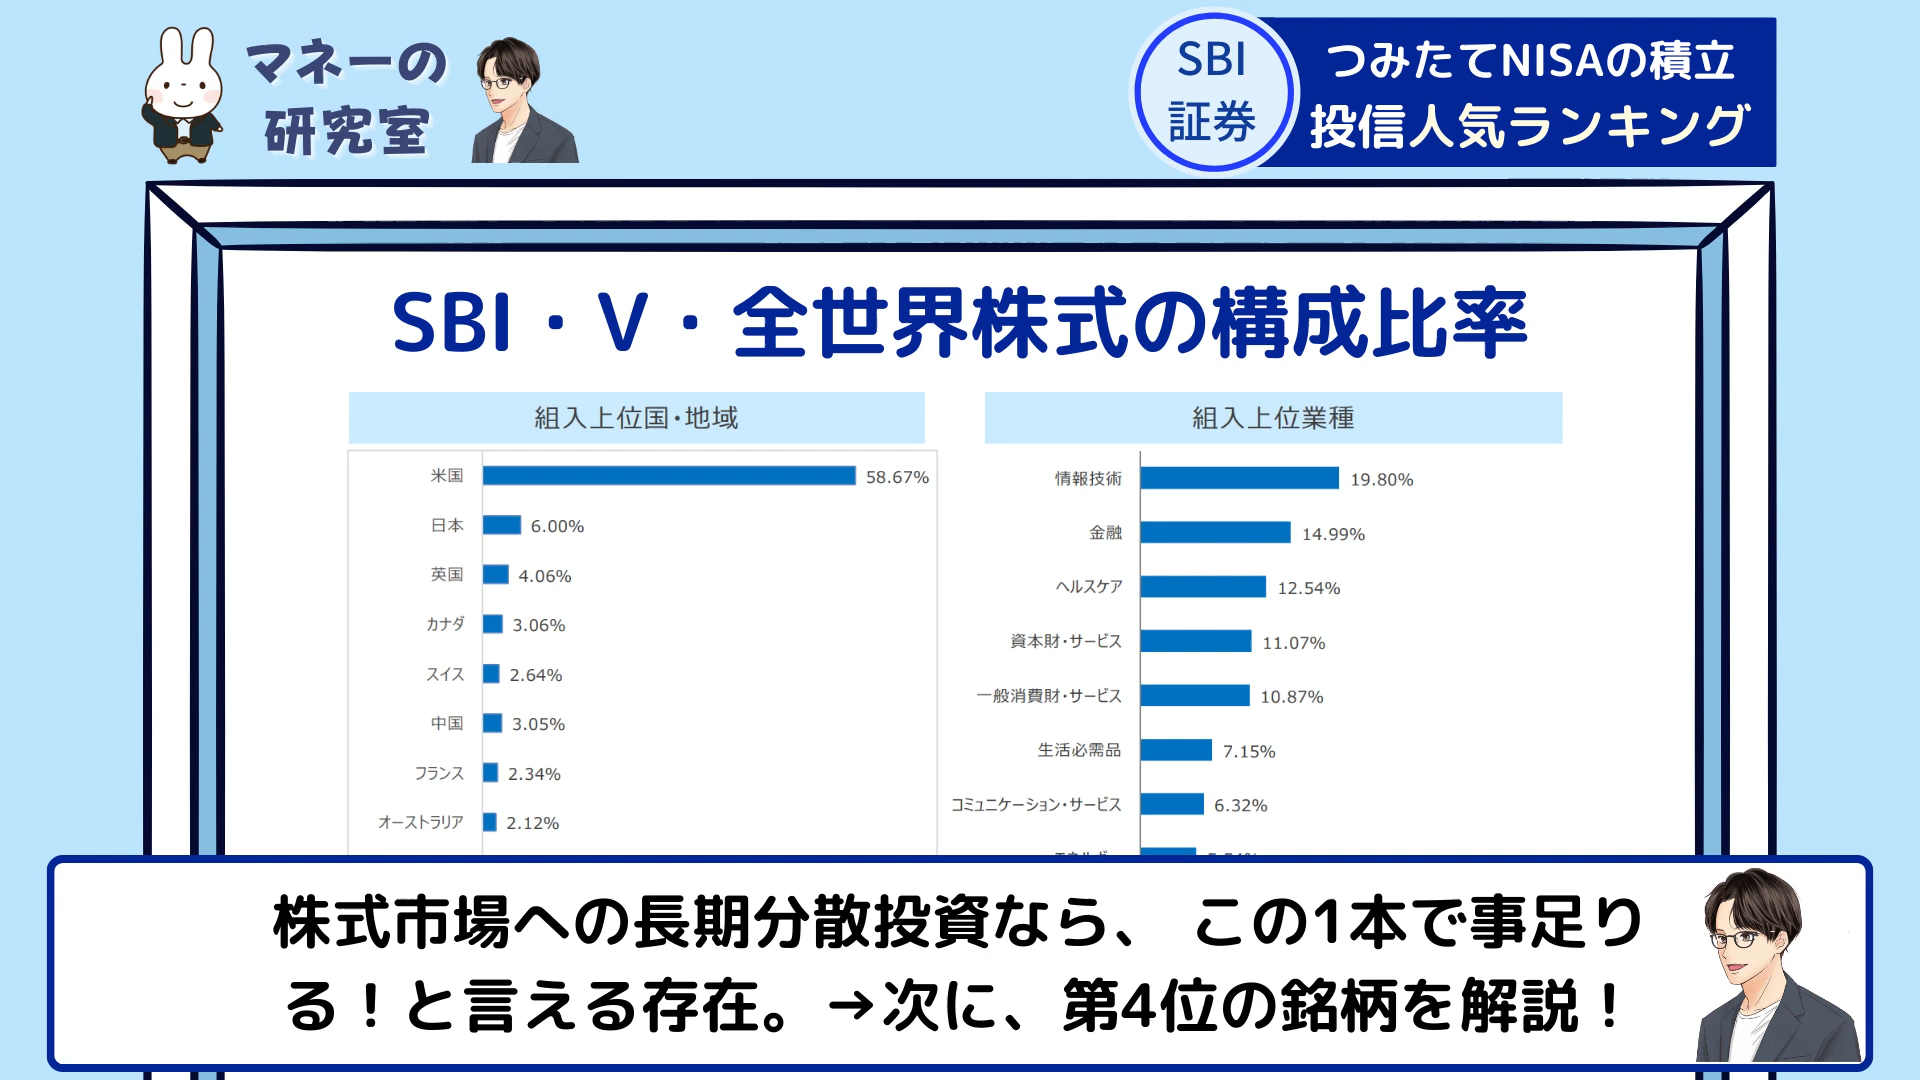 マネーの
研究室
SBI
証券
つみたてNISAの積立
投信人気ランキング
SBI・V・全世界株式の構成比率
組入上位国・地域
米国 58.67%
日本 6.00%
英国 4.06%
カナダ 3.06%
スイス 2.64%
中国 3.05%
フランス 2.34%
オーストラリア 2.12%
組入上位業種
情報技術 19.80%
金融 14.99%
ヘルスケア 12.54%
資本財・サービス 11.07%
一般消費財・サービス 10.87%
生活必需品 7.15%
コミュニケーション・サービス 6.32%
株式市場への長期分散投資なら、 この1本で事足り
る！と言える存在。→次に、第4位の銘柄を解説！